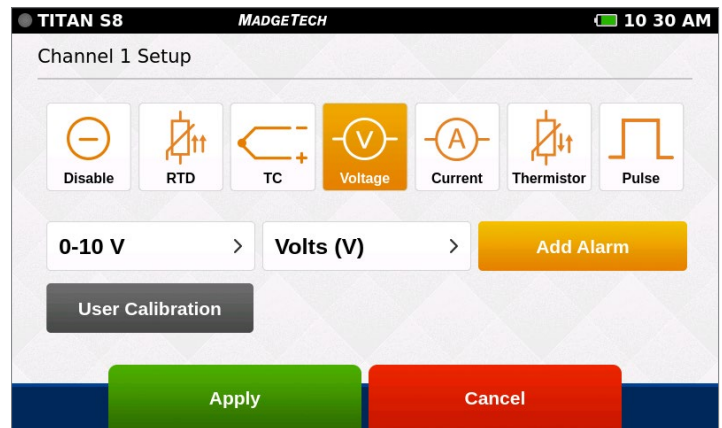 TITAN S8 MADGETECH 10 30 AM
Channel 1 Setup
Disable RTD TC Voltage Current Thermistor Pulse
0-10 V > Volts (V) > Add Alarm
User Calibration
Apply Cancel